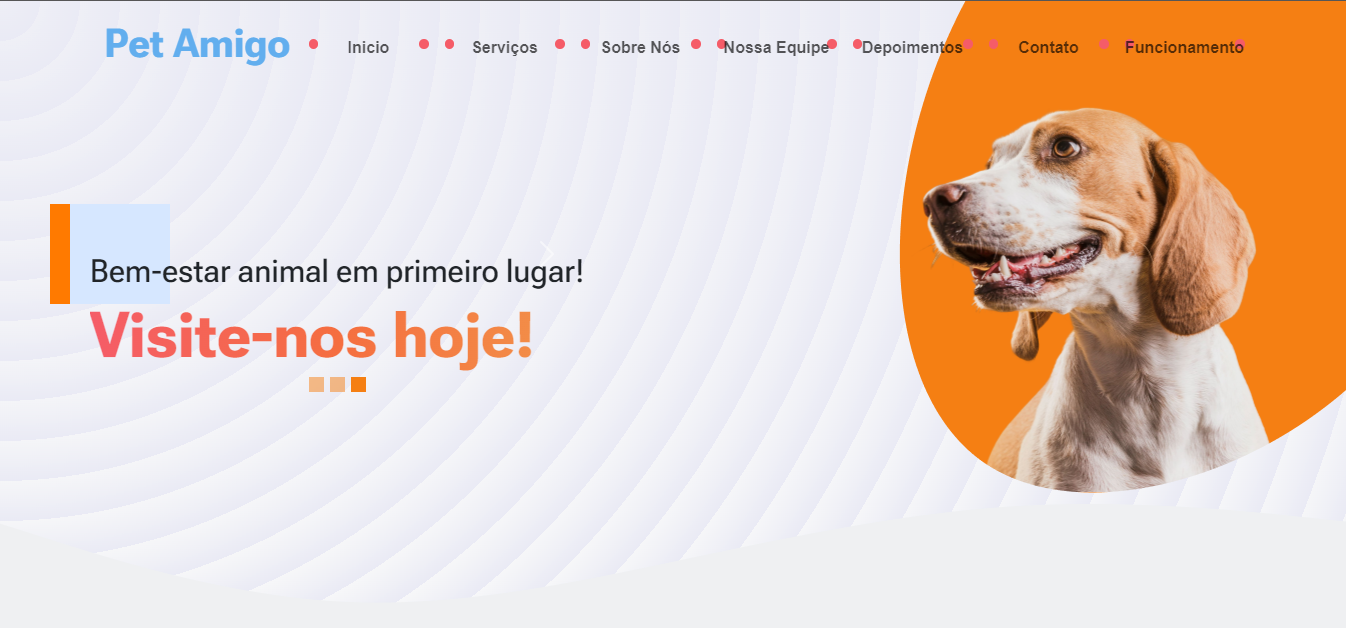 Pet Amigo Inicio Serviços Sobre Nós Nossa Equipe Depoimentos Contato Funcionamento
Bem-estar animal em primeiro lugar!
Visite-nos hoje!